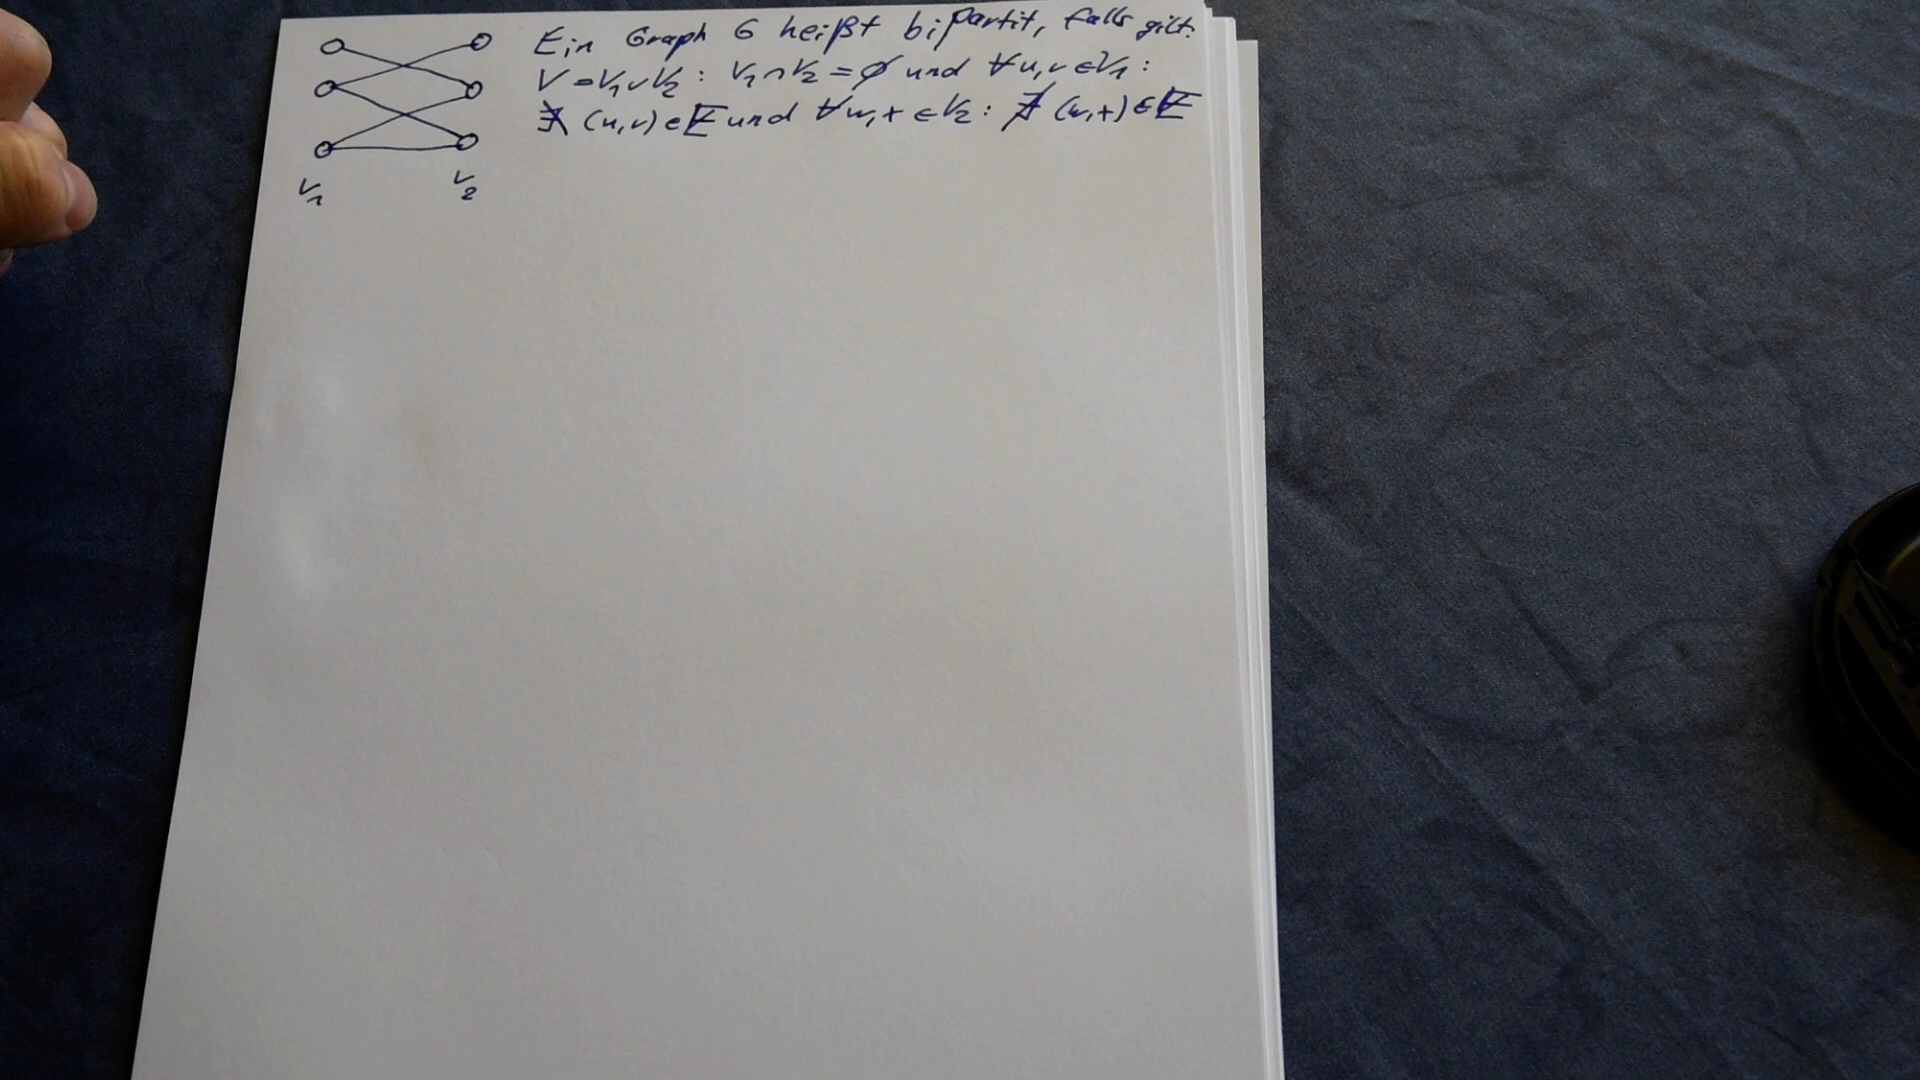 Ein Graph G heißt bipartit, falls gilt:
V = V₁ ∪ V₂ : V₁ ∩ V₂ = ∅ und ∀ u,v ∈ V₁ :
∄ (u,v) ∈ E und ∀ w,t ∈ V₂ : ∄ (w,t) ∈ E
V₁ V₂